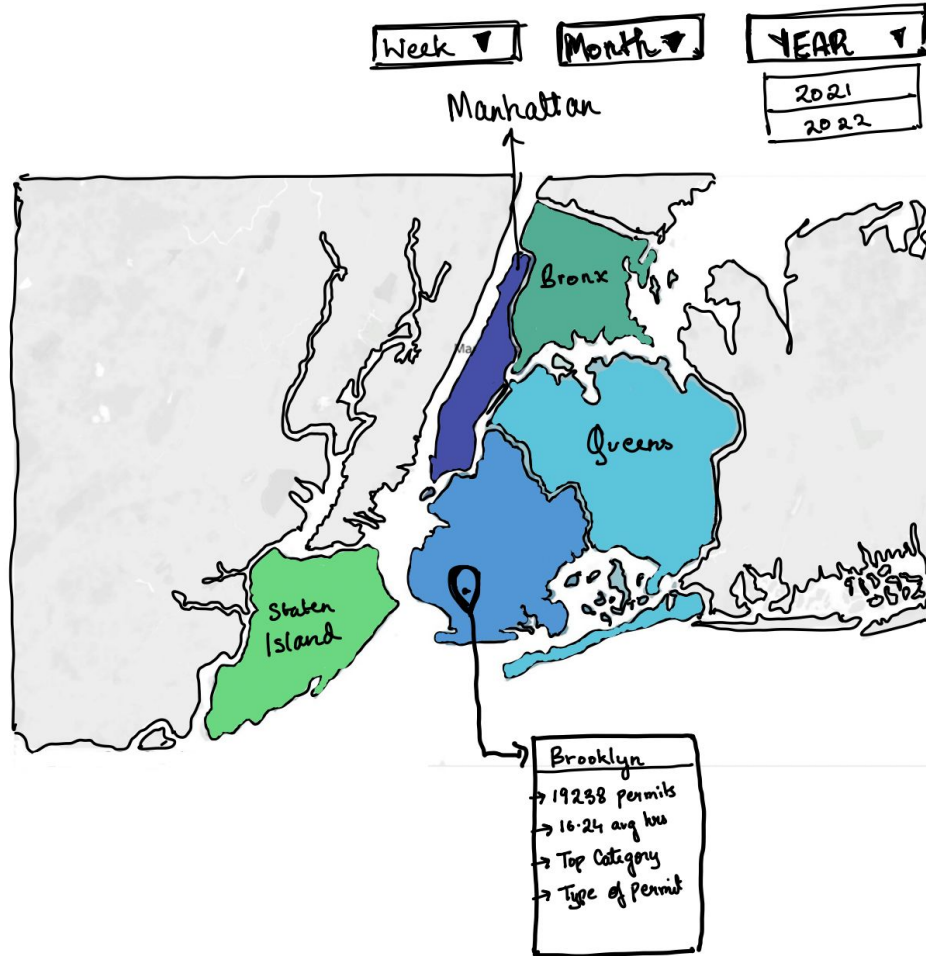 Week ▼
Month ▼
YEAR ▼
2021
2022
Manhattan
Bronx
Ma
Queens
Staten
Island
Brooklyn
→ 19238 permits
→ 16.24 avg hrs
→ Top Category
→ Type of permit